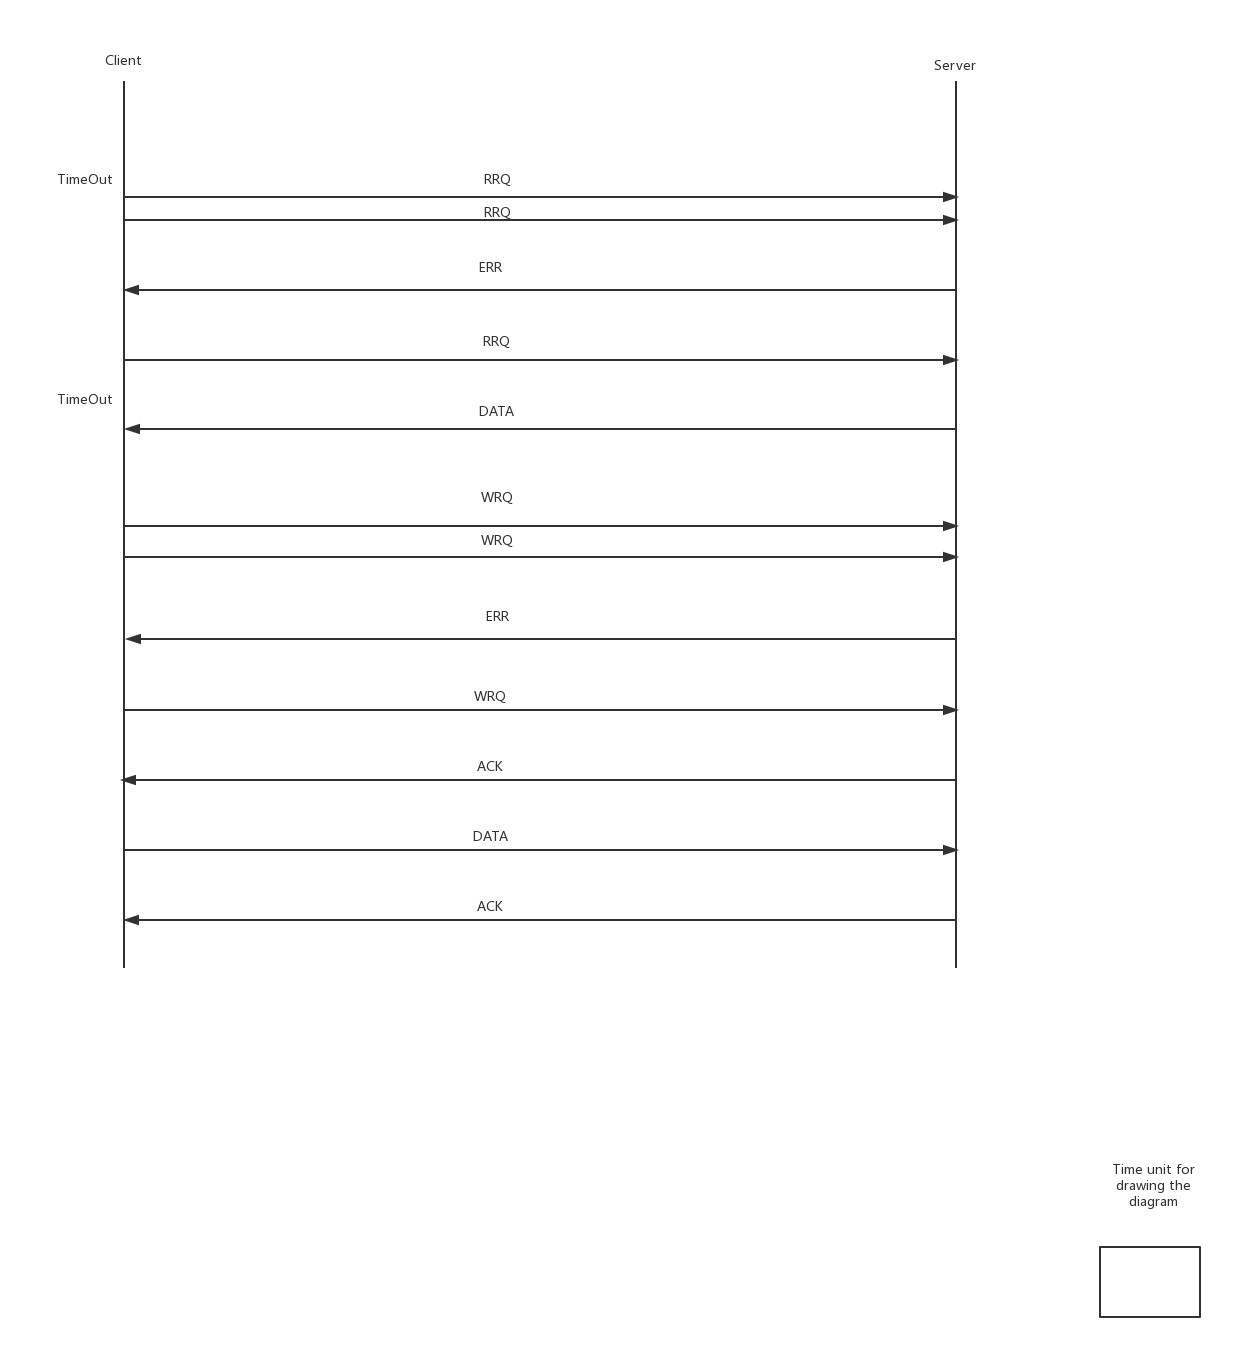 Client
Server
TimeOut
RRQ
RRQ
ERR
RRQ
TimeOut
DATA
WRQ
WRQ
ERR
WRQ
ACK
DATA
ACK
Time unit for
drawing the
diagram